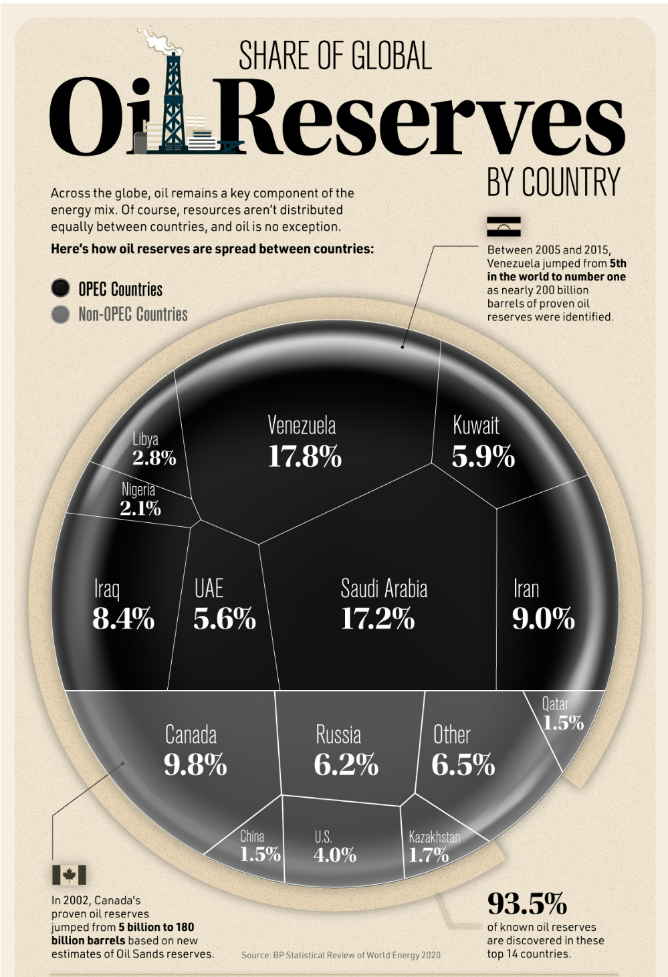 SHARE OF GLOBAL
Oil Reserves
BY COUNTRY
Across the globe, oil remains a key component of the
energy mix. Of course, resources aren't distributed
equally between countries, and oil is no exception.
Here's how oil reserves are spread between countries:
Between 2005 and 2015,
Venezuela jumped from 5th
in the world to number one
as nearly 200 billion
barrels of proven oil
reserves were identified.
OPEC Countries
Non-OPEC Countries
Venezuela
17.8%
Kuwait
5.9%
Libya
2.8%
Nigeria
2.1%
Iraq
8.4%
UAE
5.6%
Saudi Arabia
17.2%
Iran
9.0%
Canada
9.8%
Russia
6.2%
Other
6.5%
Qatar
1.5%
China
1.5%
U.S.
4.0%
Kazakhstan
1.7%
In 2002, Canada's
proven oil reserves
jumped from 5 billion to 180
billion barrels based on new
estimates of Oil Sands reserves.
Source: BP Statistical Review of World Energy 2020
93.5%
of known oil reserves
are discovered in these
top 14 countries.